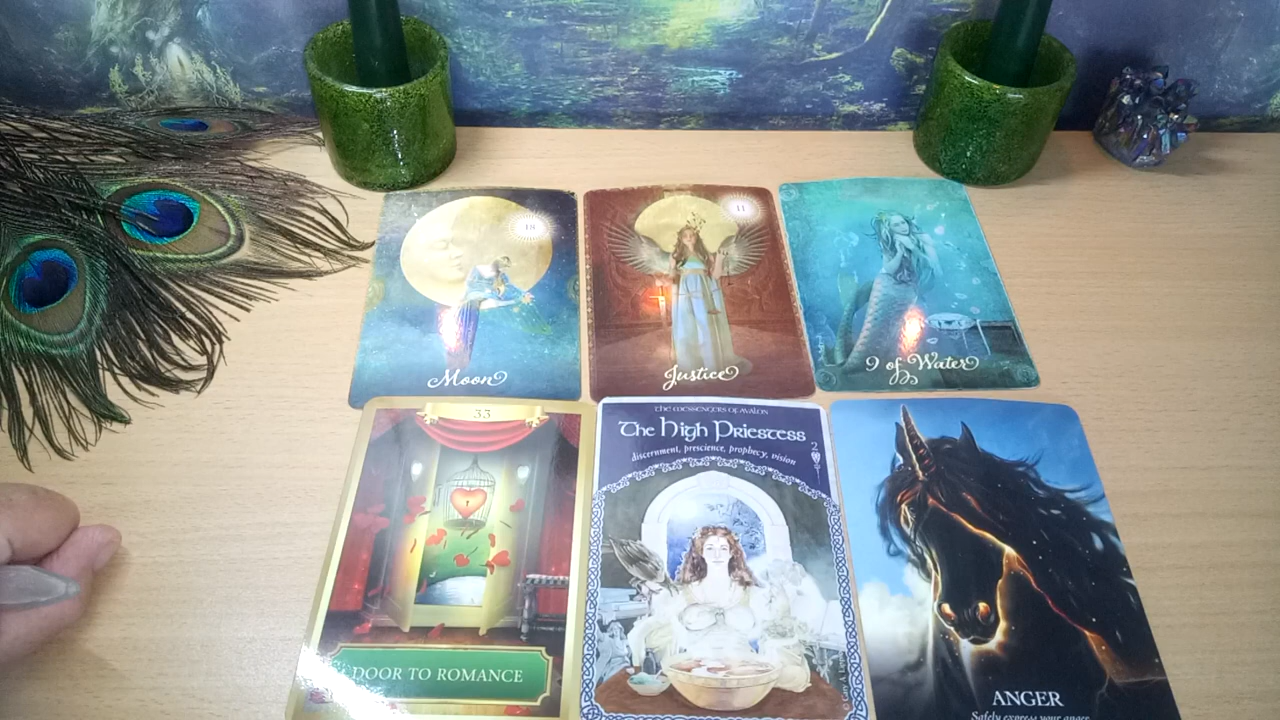 18
Moon
11
Justice
9 of Water
33
DOOR TO ROMANCE
THE MESSENGERS OF AVALON
The High Priestess
2
discernment, prescience, prophecy, vision
ANGER
Safely express your anger